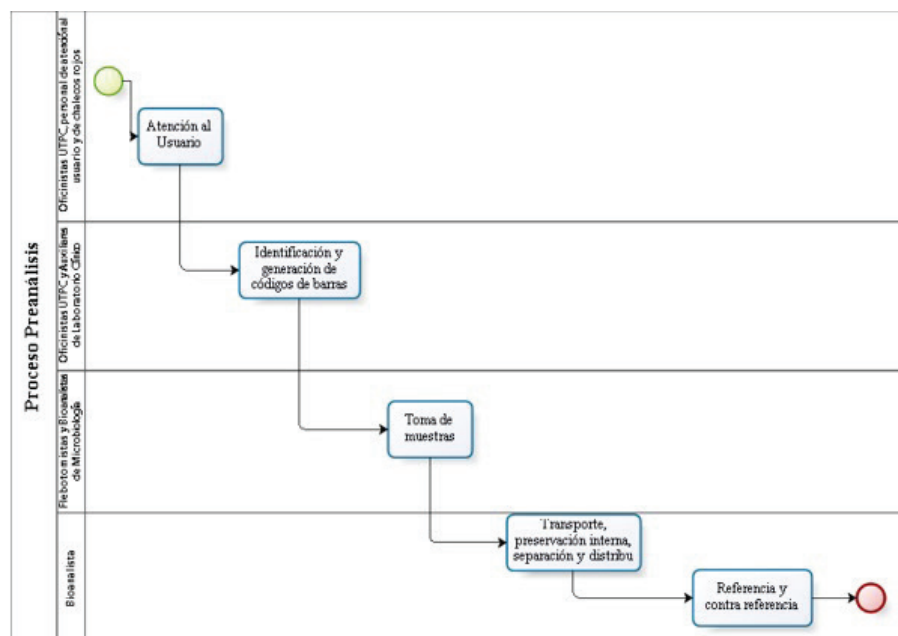 Proceso Preanálisis
Oficinistas UTPC, personal de atención al
usuario y de chalecos rojos
Atención al
Usuario
Oficinistas UTPC y Auxiliares
de Laboratorio Clínico
Identificación y
generación de
códigos de barras
Flebotomistas y Bioanalistas
de Microbiología
Toma de
muestras
Bioanalista
Transporte,
preservación interna,
separación y distribu
Referencia y
contra referencia